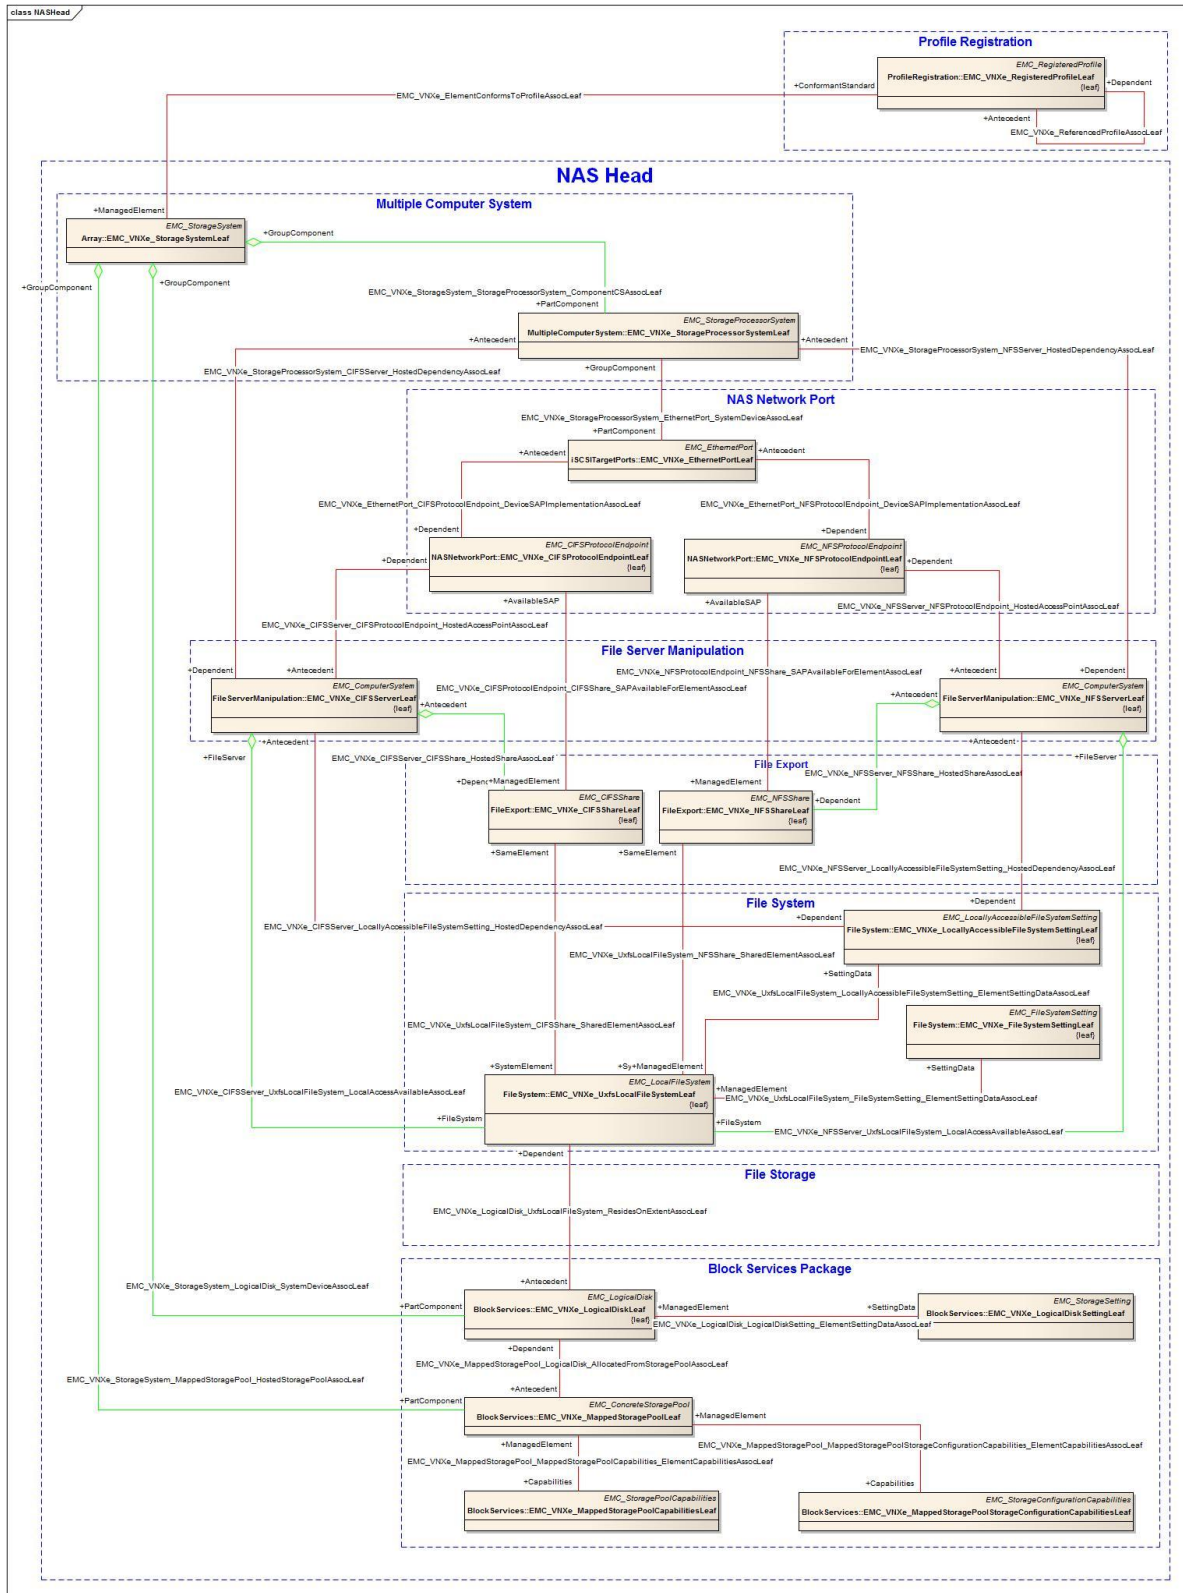 class NASHead
Profile Registration
EMC_RegisteredProfile
ProfileRegistration::EMC_VNXe_RegisteredProfileLeaf
{leaf}
+ConformantStandard
+Dependent
+Antecedent
EMC_VNXe_ReferencedProfileAssocLeaf
EMC_VNXe_ElementConformsToProfileAssocLeaf
NAS Head
Multiple Computer System
+ManagedElement
EMC_StorageSystem
Array::EMC_VNXe_StorageSystemLeaf
+GroupComponent
+GroupComponent
+GroupComponent
EMC_VNXe_StorageSystem_StorageProcessorSystem_ComponentCSAssocLeaf
+PartComponent
EMC_StorageProcessorSystem
MultipleComputerSystem::EMC_VNXe_StorageProcessorSystemLeaf
+Antecedent
+Antecedent
EMC_VNXe_StorageProcessorSystem_NFSServer_HostedDependencyAssocLeaf
+GroupComponent
EMC_VNXe_StorageProcessorSystem_CIFSServer_HostedDependencyAssocLeaf
NAS Network Port
EMC_VNXe_StorageProcessorSystem_EthernetPort_SystemDeviceAssocLeaf
+PartComponent
EMC_EthernetPort
iSCSITargetPorts::EMC_VNXe_EthernetPortLeaf
+Antecedent
+Antecedent
EMC_VNXe_EthernetPort_CIFSProtocolEndpoint_DeviceSAPImplementationAssocLeaf
EMC_VNXe_EthernetPort_NFSProtocolEndpoint_DeviceSAPImplementationAssocLeaf
+Dependent
+Dependent
EMC_CIFSProtocolEndpoint
NASNetworkPort::EMC_VNXe_CIFSProtocolEndpointLeaf
{leaf}
EMC_NFSProtocolEndpoint
NASNetworkPort::EMC_VNXe_NFSProtocolEndpointLeaf
{leaf}
+Dependent
+Dependent
+AvailableSAP
+AvailableSAP
EMC_VNXe_NFSServer_NFSProtocolEndpoint_HostedAccessPointAssocLeaf
EMC_VNXe_CIFSServer_CIFSProtocolEndpoint_HostedAccessPointAssocLeaf
File Server Manipulation
+Dependent
+Antecedent
EMC_VNXe_NFSProtocolEndpoint_NFSShare_SAPAvailableForElementAssocLeaf
+Antecedent
+Dependent
EMC_ComputerSystem
FileServerManipulation::EMC_VNXe_CIFSServerLeaf
{leaf}
EMC_VNXe_CIFSProtocolEndpoint_CIFSShare_SAPAvailableForElementAssocLeaf
EMC_ComputerSystem
FileServerManipulation::EMC_VNXe_NFSServerLeaf
{leaf}
+Antecedent
+Antecedent
+Antecedent
+Antecedent
+FileServer
+FileServer
EMC_VNXe_CIFSServer_CIFSShare_HostedShareAssocLeaf
File Export
EMC_VNXe_NFSServer_NFSShare_HostedShareAssocLeaf
+Depend
+ManagedElement
+ManagedElement
EMC_CIFSShare
FileExport::EMC_VNXe_CIFSShareLeaf
{leaf}
EMC_NFSShare
FileExport::EMC_VNXe_NFSShareLeaf
{leaf}
+Dependent
+SameElement
+SameElement
EMC_VNXe_NFSServer_LocallyAccessibleFileSystemSetting_HostedDependencyAssocLeaf
File System
+Dependent
+Dependent
EMC_LocallyAccessibleFileSystemSetting
FileSystem::EMC_VNXe_LocallyAccessibleFileSystemSettingLeaf
{leaf}
EMC_VNXe_CIFSServer_LocallyAccessibleFileSystemSetting_HostedDependencyAssocLeaf
EMC_VNXe_UxfsLocalFileSystem_NFSShare_SharedElementAssocLeaf
+SettingData
EMC_VNXe_UxfsLocalFileSystem_LocallyAccessibleFileSystemSetting_ElementSettingDataAssocLeaf
EMC_FileSystemSetting
FileSystem::EMC_VNXe_FileSystemSettingLeaf
{leaf}
EMC_VNXe_UxfsLocalFileSystem_CIFSShare_SharedElementAssocLeaf
+SystemElement
+Sy
+ManagedElement
+SettingData
EMC_LocalFileSystem
FileSystem::EMC_VNXe_UxfsLocalFileSystemLeaf
{leaf}
+ManagedElement
EMC_VNXe_UxfsLocalFileSystem_FileSystemSetting_ElementSettingDataAssocLeaf
EMC_VNXe_CIFSServer_UxfsLocalFileSystem_LocalAccessAvailableAssocLeaf
+FileSystem
+FileSystem
EMC_VNXe_NFSServer_UxfsLocalFileSystem_LocalAccessAvailableAssocLeaf
+Dependent
File Storage
EMC_VNXe_LogicalDisk_UxfsLocalFileSystem_ResidesOnExtentAssocLeaf
Block Services Package
+Antecedent
EMC_VNXe_StorageSystem_LogicalDisk_SystemDeviceAssocLeaf
+PartComponent
EMC_LogicalDisk
BlockServices::EMC_VNXe_LogicalDiskLeaf
{leaf}
+ManagedElement
+SettingData
EMC_VNXe_LogicalDisk_LogicalDiskSetting_ElementSettingDataAssocLeaf
EMC_StorageSetting
BlockServices::EMC_VNXe_LogicalDiskSettingLeaf
+Dependent
EMC_VNXe_MappedStoragePool_LogicalDisk_AllocatedFromStoragePoolAssocLeaf
EMC_VNXe_StorageSystem_MappedStoragePool_HostedStoragePoolAssocLeaf
+Antecedent
+PartComponent
EMC_ConcreteStoragePool
BlockServices::EMC_VNXe_MappedStoragePoolLeaf
+ManagedElement
+ManagedElement
EMC_VNXe_MappedStoragePool_MappedStoragePoolStorageConfigurationCapabilities_ElementCapabilitiesAssocLeaf
EMC_VNXe_MappedStoragePool_MappedStoragePoolCapabilities_ElementCapabilitiesAssocLeaf
+Capabilities
+Capabilities
EMC_StoragePoolCapabilities
BlockServices::EMC_VNXe_MappedStoragePoolCapabilitiesLeaf
EMC_StorageConfigurationCapabilities
BlockServices::EMC_VNXe_MappedStoragePoolStorageConfigurationCapabilitiesLeaf